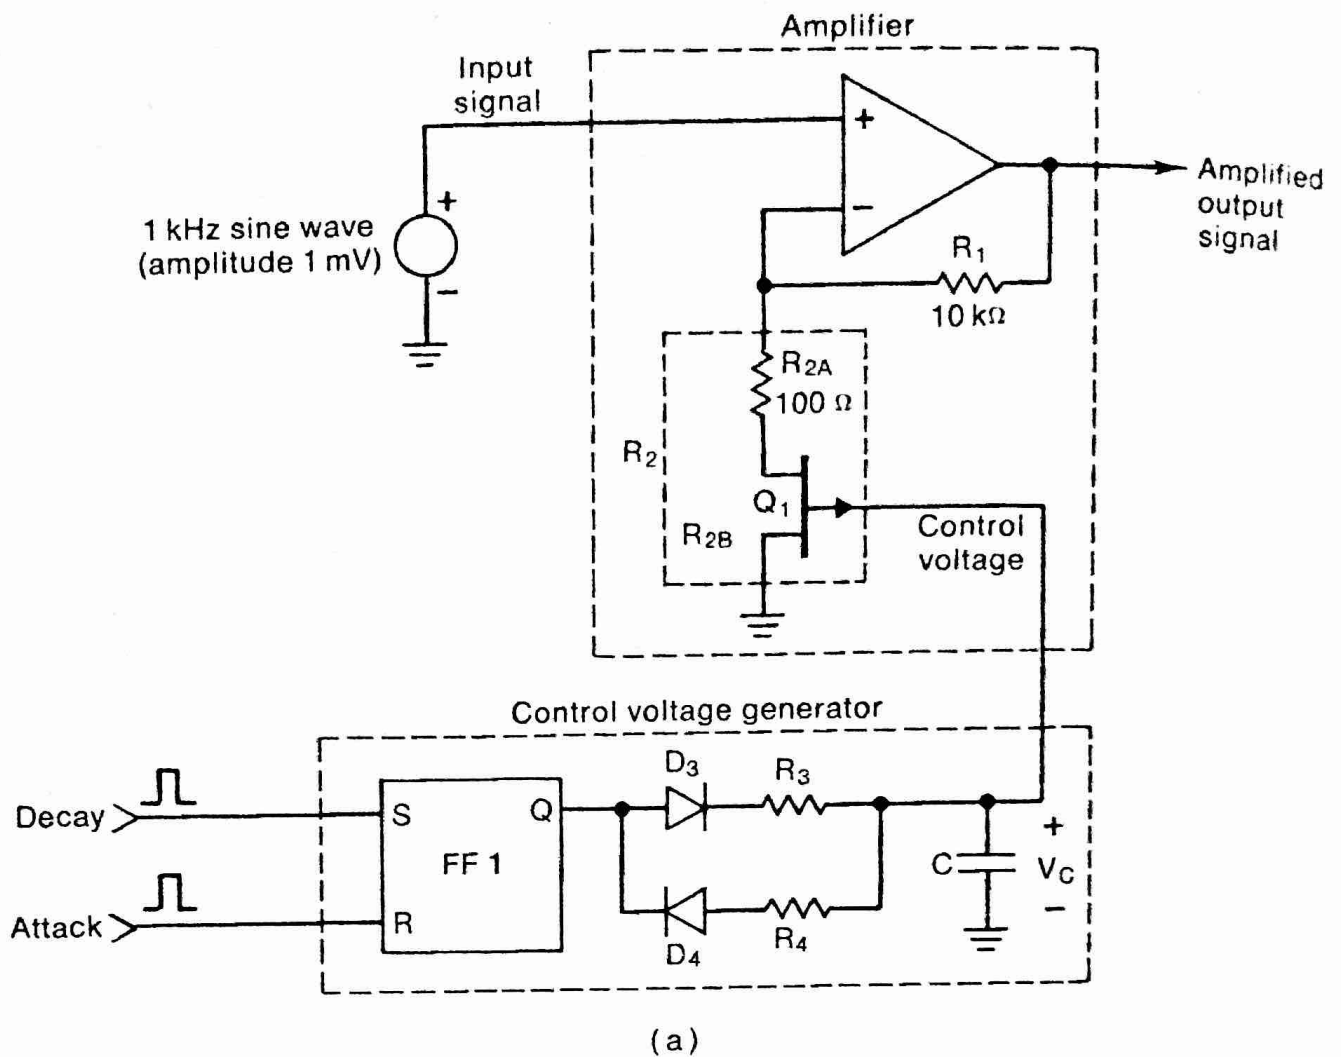 Amplifier
Input
signal
+
Amplified
output
signal
+
1 kHz sine wave
(amplitude 1 mV)
−
−
R1
10 kΩ
R2A
100 Ω
R2
Q1
R2B
Control
voltage
Control voltage generator
D3
R3
Decay
S
Q
FF 1
+
C
VC
−
Attack
R
D4
R4
(a)